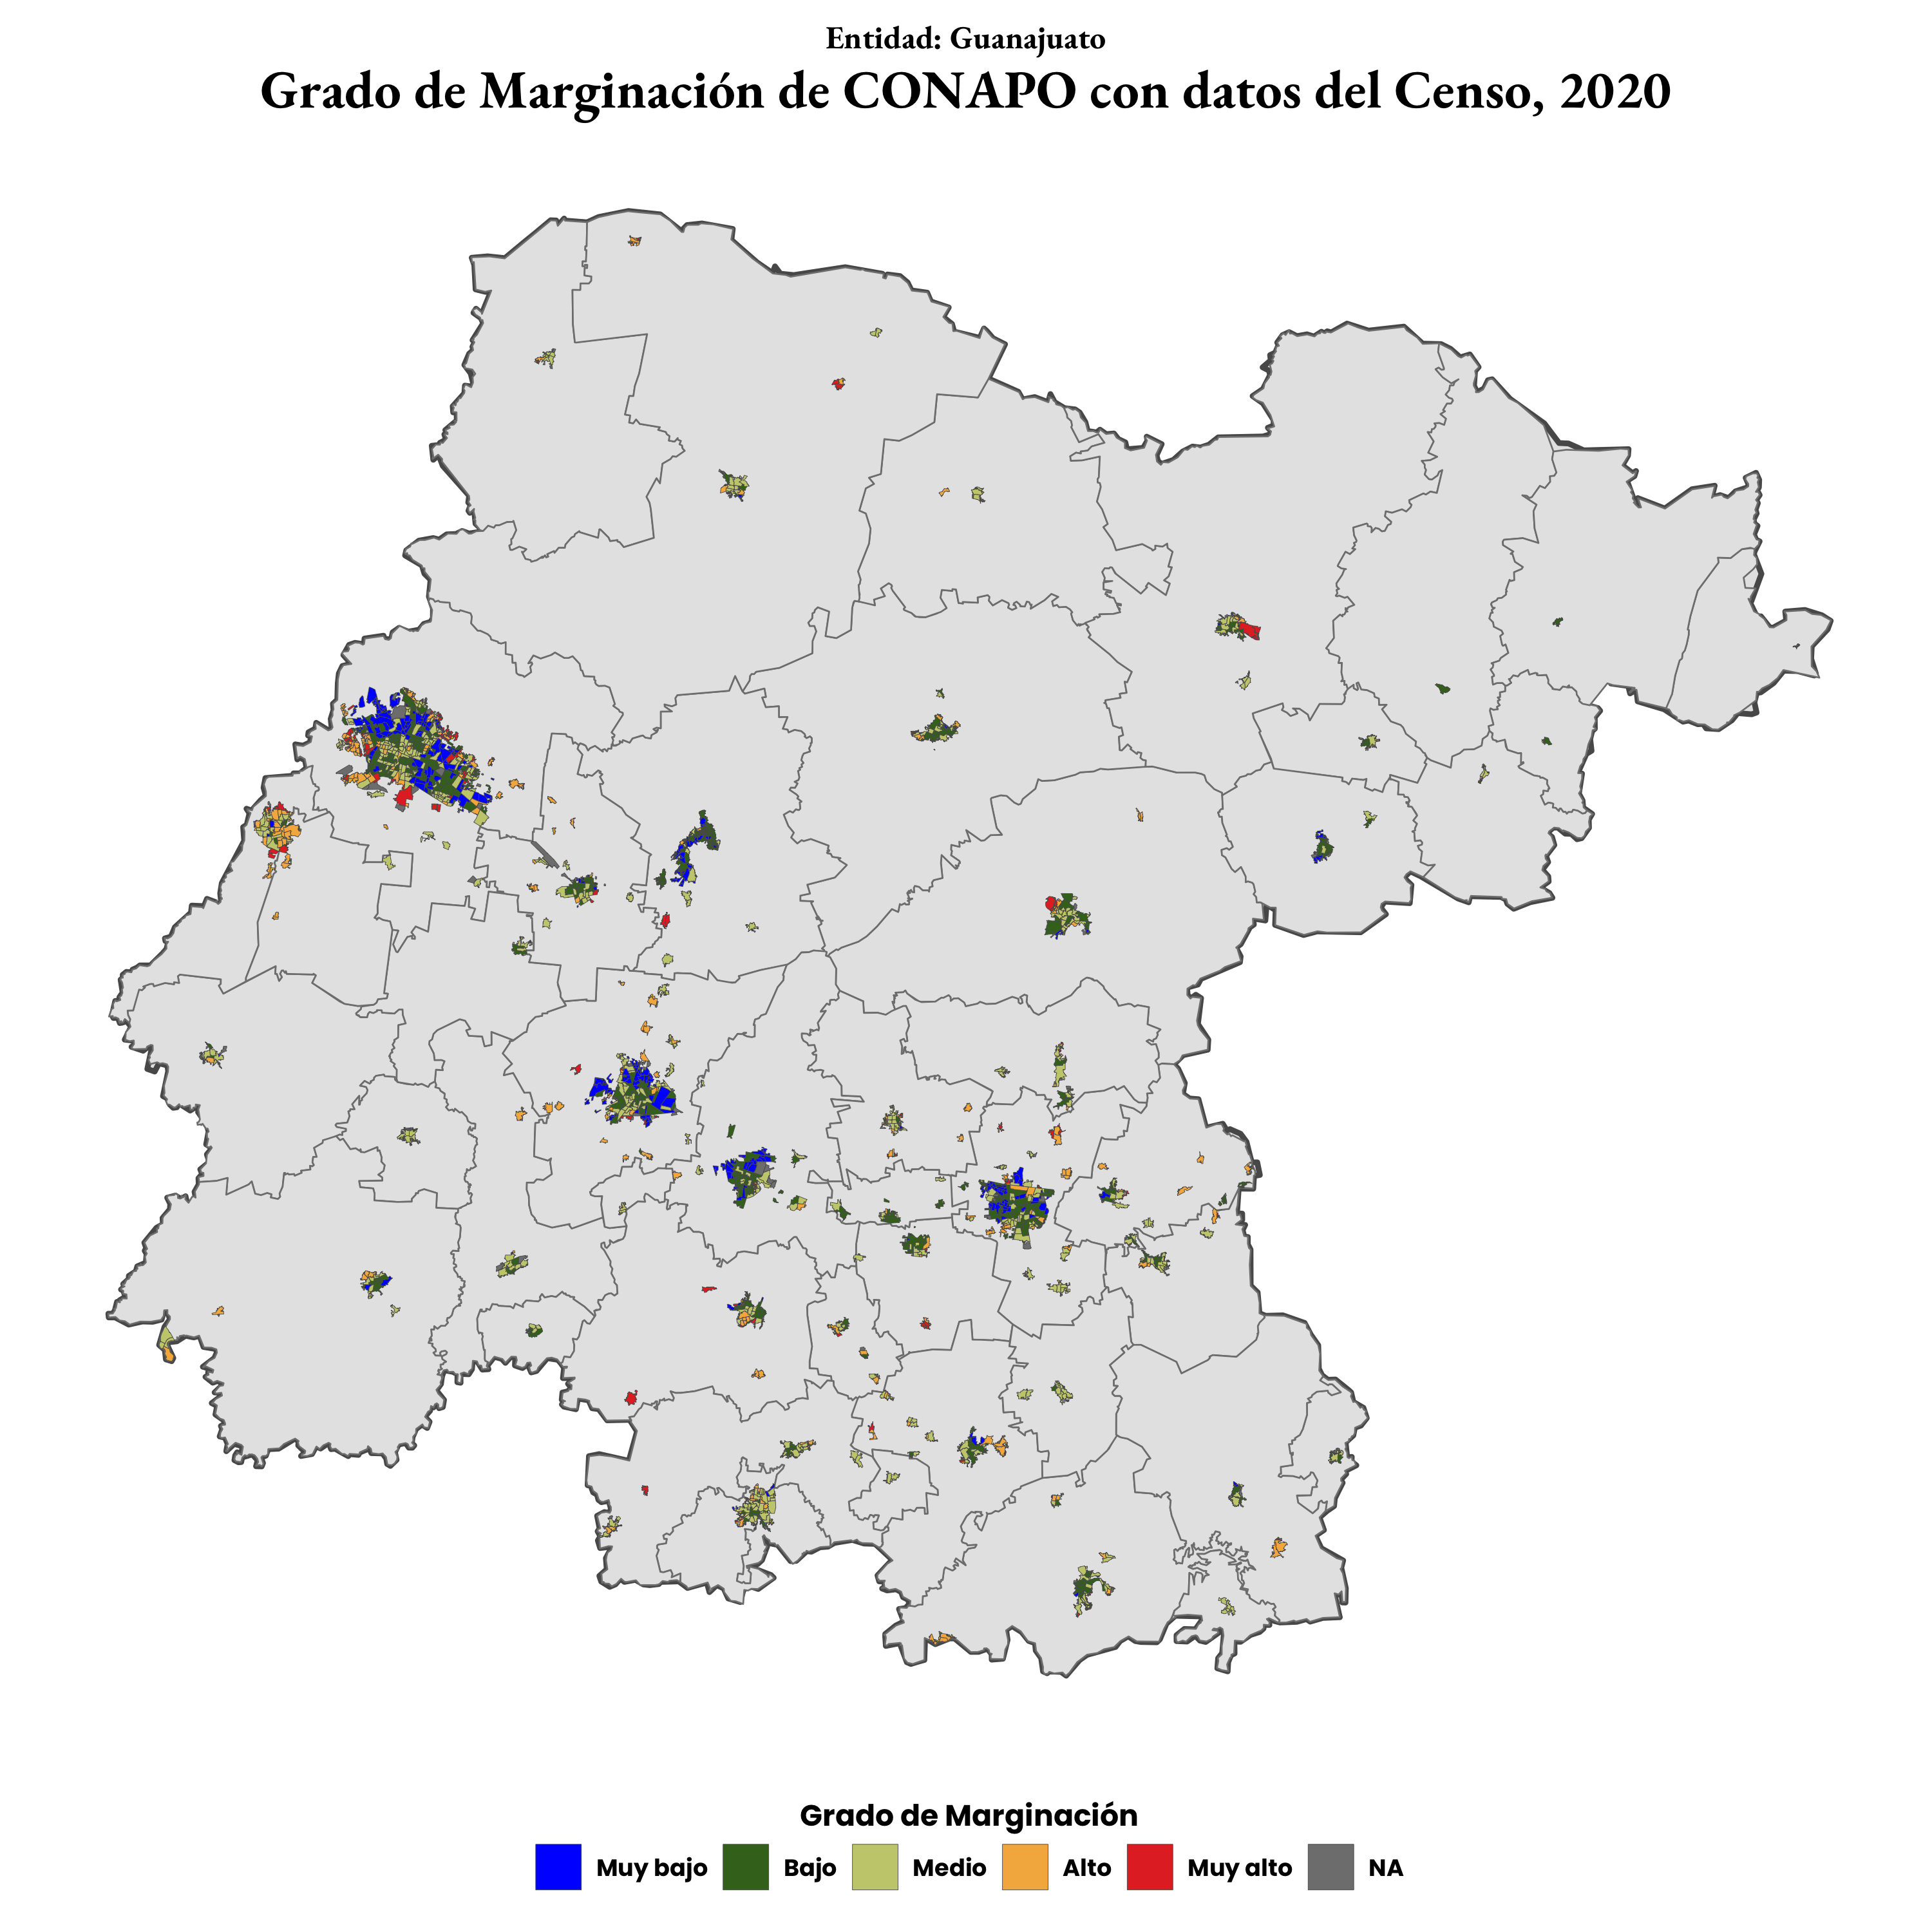 Entidad: Guanajuato
Grado de Marginación de CONAPO con datos del Censo, 2020
Grado de Marginación
Muy bajo Bajo Medio Alto Muy alto NA